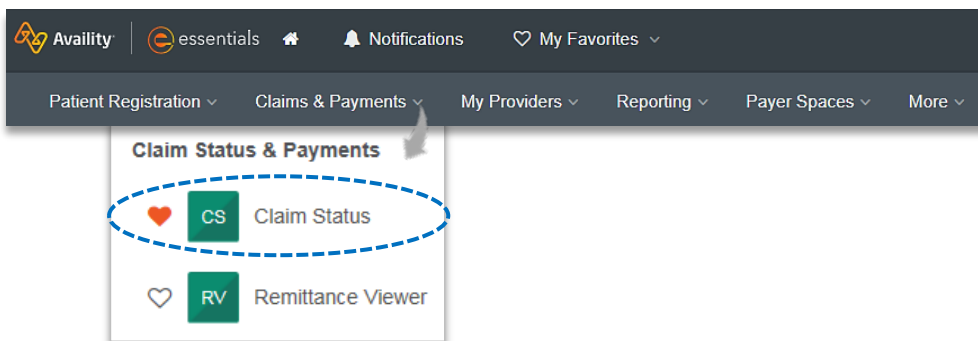 Availity essentials Notifications My Favorites
Patient Registration Claims & Payments My Providers Reporting Payer Spaces More
Claim Status & Payments
CS Claim Status
RV Remittance Viewer